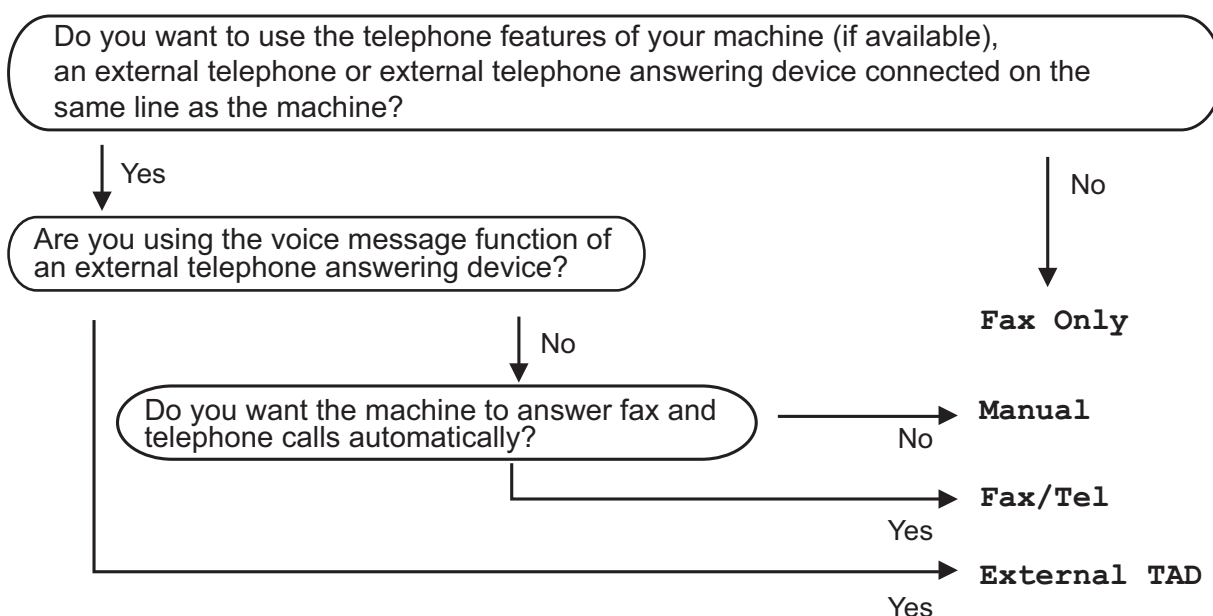 Do you want to use the telephone features of your machine (if available),
an external telephone or external telephone answering device connected on the
same line as the machine?
Yes
No
Are you using the voice message function of
an external telephone answering device?
Fax Only
No
Do you want the machine to answer fax and
telephone calls automatically?
Manual
No
Fax/Tel
Yes
External TAD
Yes